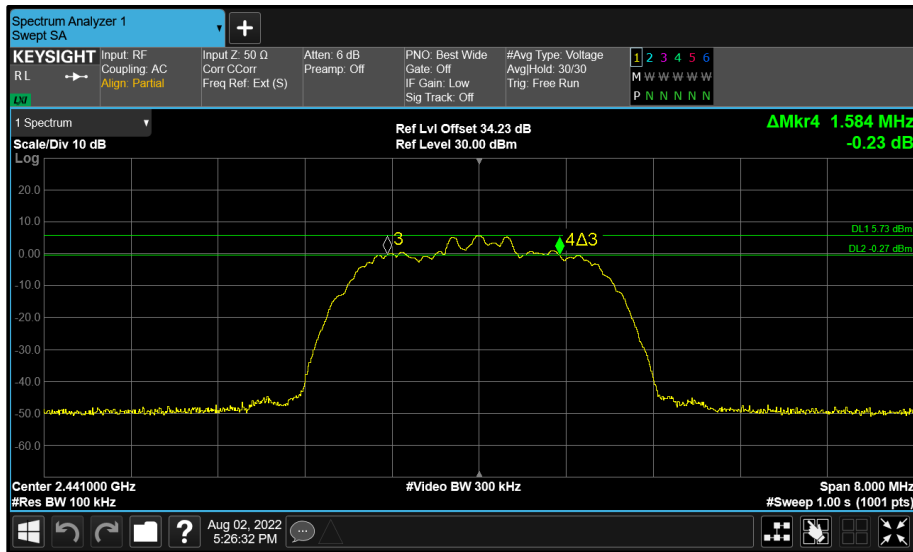 Spectrum Analyzer 1
Swept SA
+
KEYSIGHT
RL
LXI
Input: RF
Coupling: AC
Align: Partial
Input Z: 50 Ω
Corr CCorr
Freq Ref: Ext (S)
Atten: 6 dB
Preamp: Off
PNO: Best Wide
Gate: Off
IF Gain: Low
Sig Track: Off
#Avg Type: Voltage
Avg|Hold: 30/30
Trig: Free Run
1 2 3 4 5 6
M W W W W W
P N N N N N
1 Spectrum
Scale/Div 10 dB
Log
Ref Lvl Offset 34.23 dB
Ref Level 30.00 dBm
ΔMkr4 1.584 MHz
-0.23 dB
20.0
10.0
0.00
-10.0
-20.0
-30.0
-40.0
-50.0
-60.0
3
4Δ3
DL1 5.73 dBm
DL2 -0.27 dBm
Center 2.441000 GHz
#Res BW 100 kHz
#Video BW 300 kHz
Span 8.000 MHz
#Sweep 1.00 s (1001 pts)
?
Aug 02, 2022
5:26:32 PM